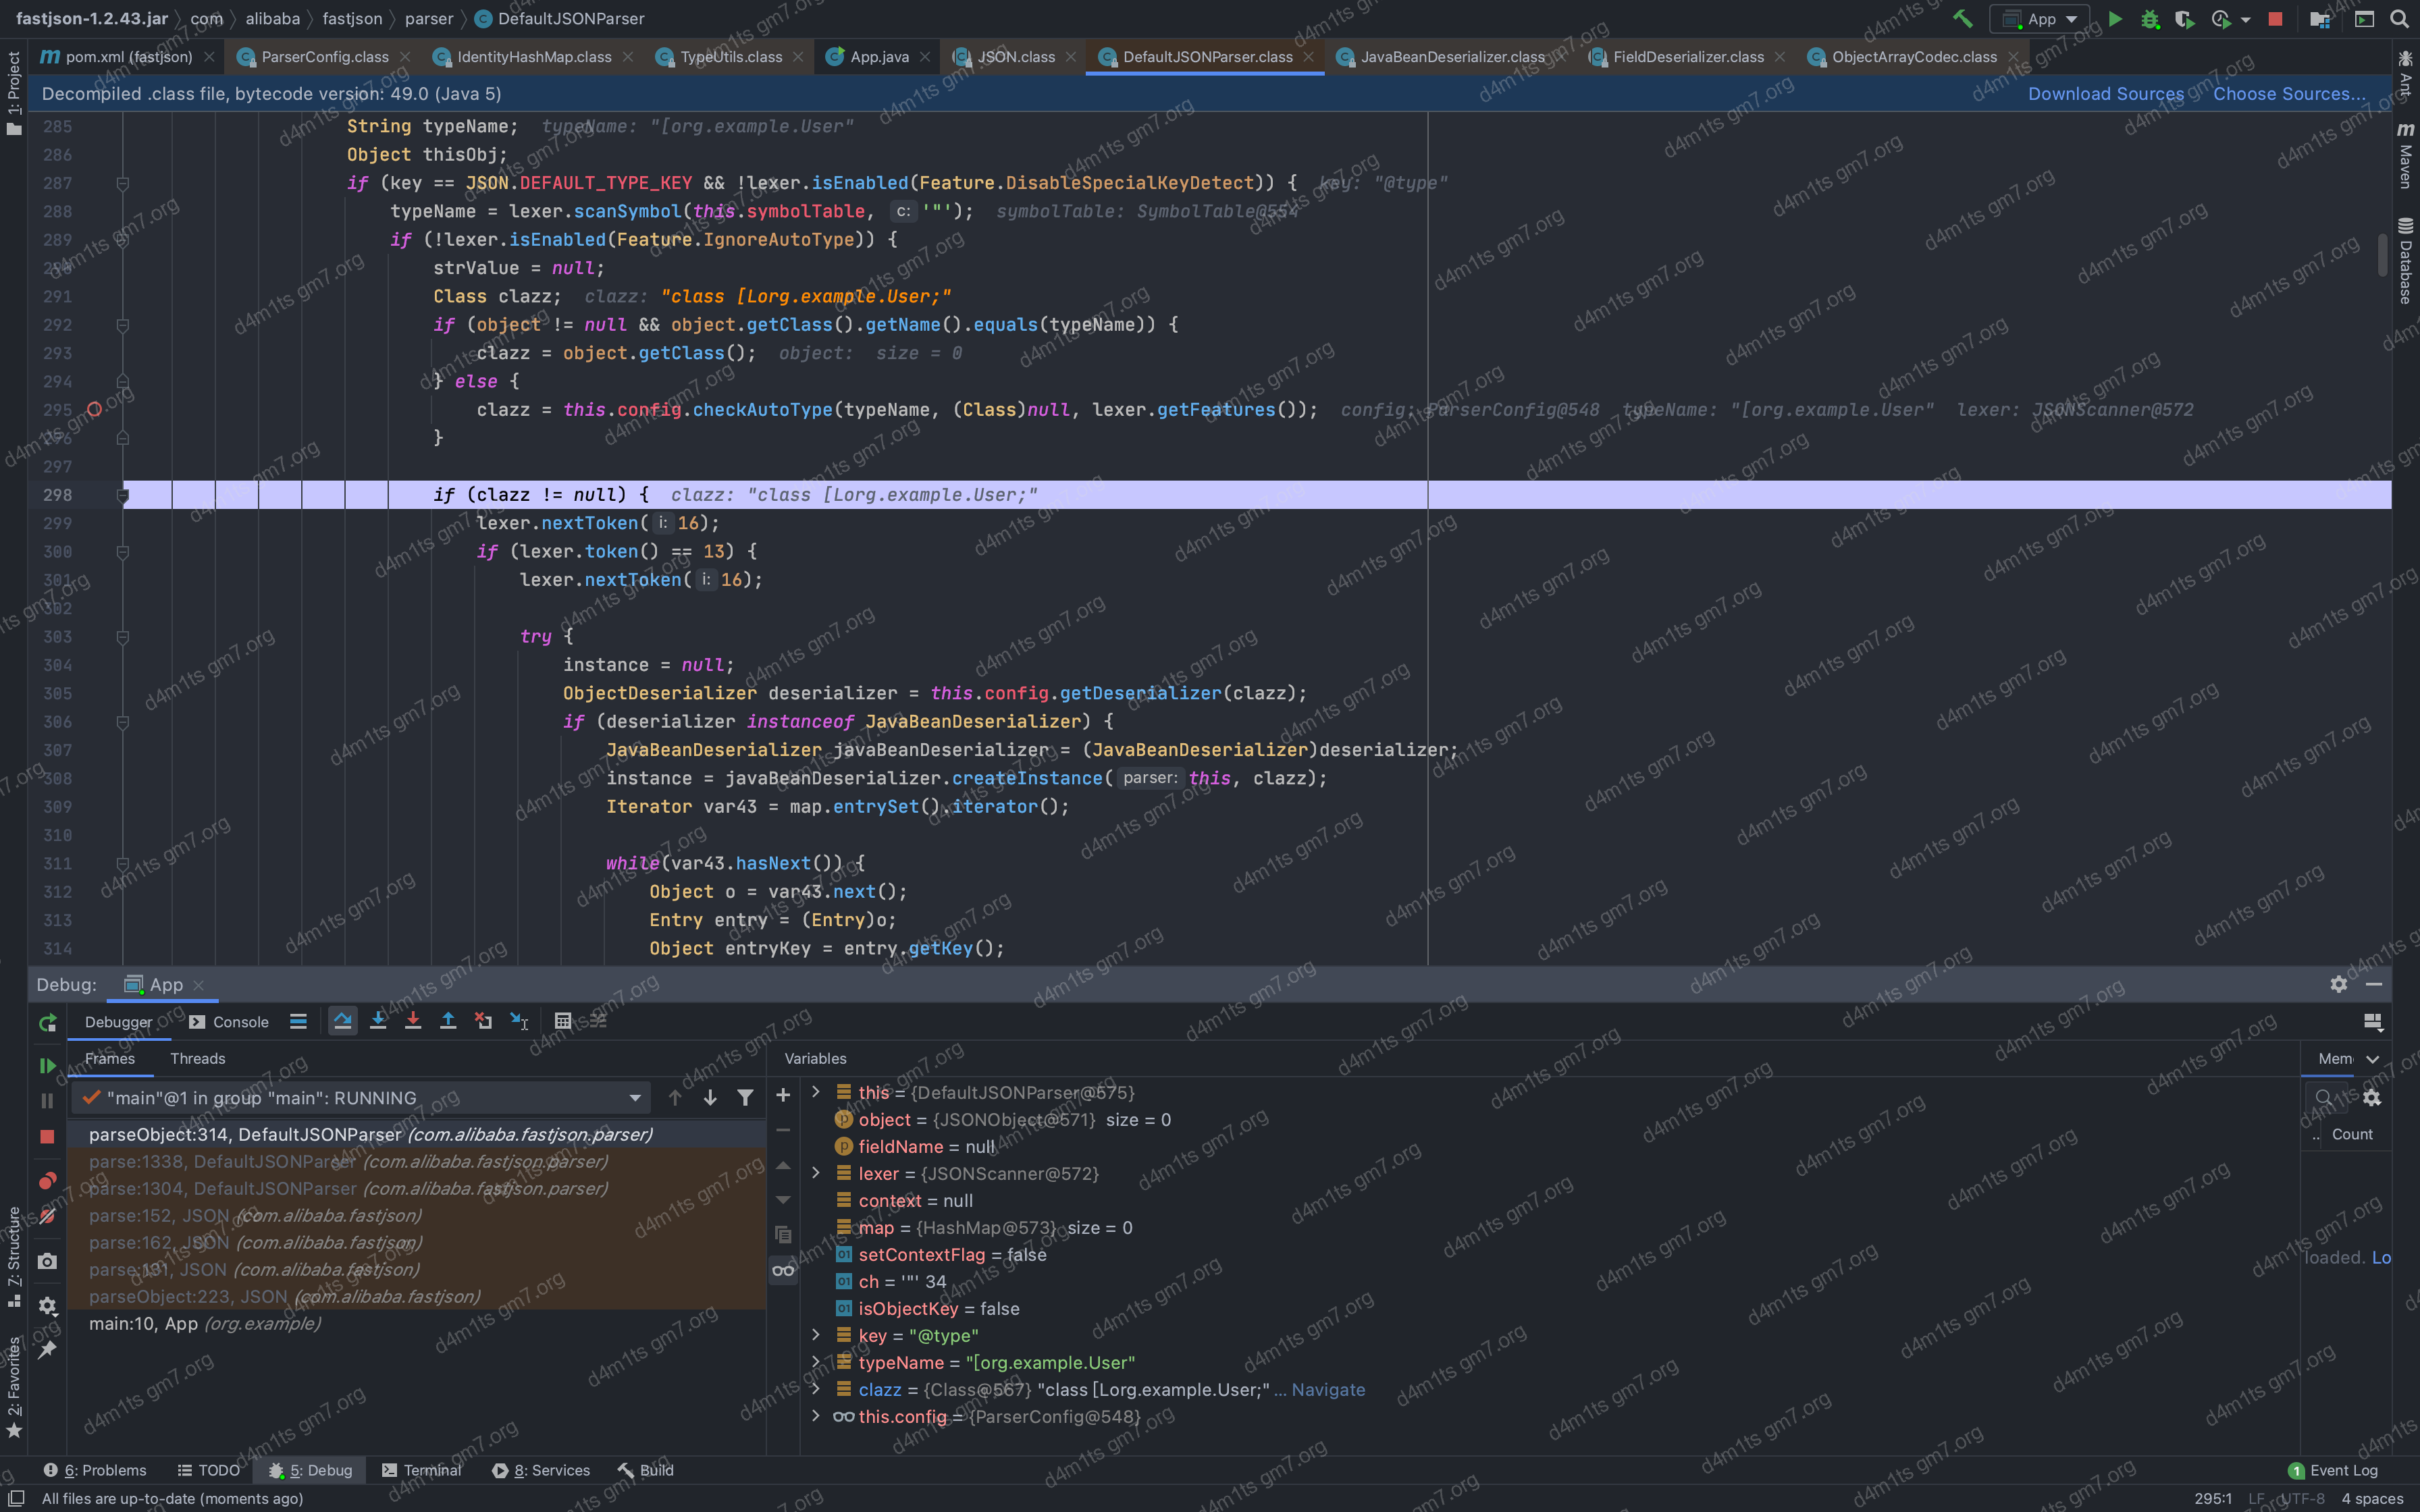 fastjson-1.2.43.jar 〉 com 〉 alibaba 〉 fastjson 〉 parser 〉 DefaultJSONParser
App
pom.xml (fastjson) ParserConfig.class IdentityHashMap.class TypeUtils.class App.java JSON.class DefaultJSONParser.class JavaBeanDeserializer.class FieldDeserializer.class ObjectArrayCodec.class
Decompiled .class file, bytecode version: 49.0 (Java 5) Download Sources Choose Sources...
285 String typeName; typeName: "[org.example.User"
286 Object thisObj;
287 if (key == JSON.DEFAULT_TYPE_KEY && !lexer.isEnabled(Feature.DisableSpecialKeyDetect)) { key: "@type"
288 typeName = lexer.scanSymbol(this.symbolTable, c: '"'); symbolTable: SymbolTable@554
289 if (!lexer.isEnabled(Feature.IgnoreAutoType)) {
290 strValue = null;
291 Class clazz; clazz: "class [Lorg.example.User;"
292 if (object != null && object.getClass().getName().equals(typeName)) {
293 clazz = object.getClass(); object: size = 0
294 } else {
295 clazz = this.config.checkAutoType(typeName, (Class)null, lexer.getFeatures()); config: ParserConfig@548 typeName: "[org.example.User" lexer: JSONScanner@572
296 }
297
298 if (clazz != null) { clazz: "class [Lorg.example.User;"
299 lexer.nextToken( i: 16);
300 if (lexer.token() == 13) {
301 lexer.nextToken( i: 16);
302
303 try {
304 instance = null;
305 ObjectDeserializer deserializer = this.config.getDeserializer(clazz);
306 if (deserializer instanceof JavaBeanDeserializer) {
307 JavaBeanDeserializer javaBeanDeserializer = (JavaBeanDeserializer)deserializer;
308 instance = javaBeanDeserializer.createInstance( parser: this, clazz);
309 Iterator var43 = map.entrySet().iterator();
310
311 while(var43.hasNext()) {
312 Object o = var43.next();
313 Entry entry = (Entry)o;
314 Object entryKey = entry.getKey();
Debug: App
Debugger Console
Frames Threads
"main"@1 in group "main": RUNNING
parseObject:314, DefaultJSONParser (com.alibaba.fastjson.parser)
parse:1338, DefaultJSONParser (com.alibaba.fastjson.parser)
parse:1304, DefaultJSONParser (com.alibaba.fastjson.parser)
parse:152, JSON (com.alibaba.fastjson)
parse:162, JSON (com.alibaba.fastjson)
parse:131, JSON (com.alibaba.fastjson)
parseObject:223, JSON (com.alibaba.fastjson)
main:10, App (org.example)
Variables
this = {DefaultJSONParser@575}
object = {JSONObject@571} size = 0
fieldName = null
lexer = {JSONScanner@572}
context = null
map = {HashMap@573} size = 0
setContextFlag = false
ch = '"' 34
isObjectKey = false
key = "@type"
typeName = "[org.example.User"
clazz = {Class@567} "class [Lorg.example.User;" ... Navigate
this.config = {ParserConfig@548}
Mem
.. Count
loaded. Lo
1: Project
7: Structure
2: Favorites
Ant
Maven
Database
6: Problems TODO 5: Debug Terminal 8: Services Build 1 Event Log
All files are up-to-date (moments ago) 295:1 LF UTF-8 4 spaces
d4m1ts gm7.org